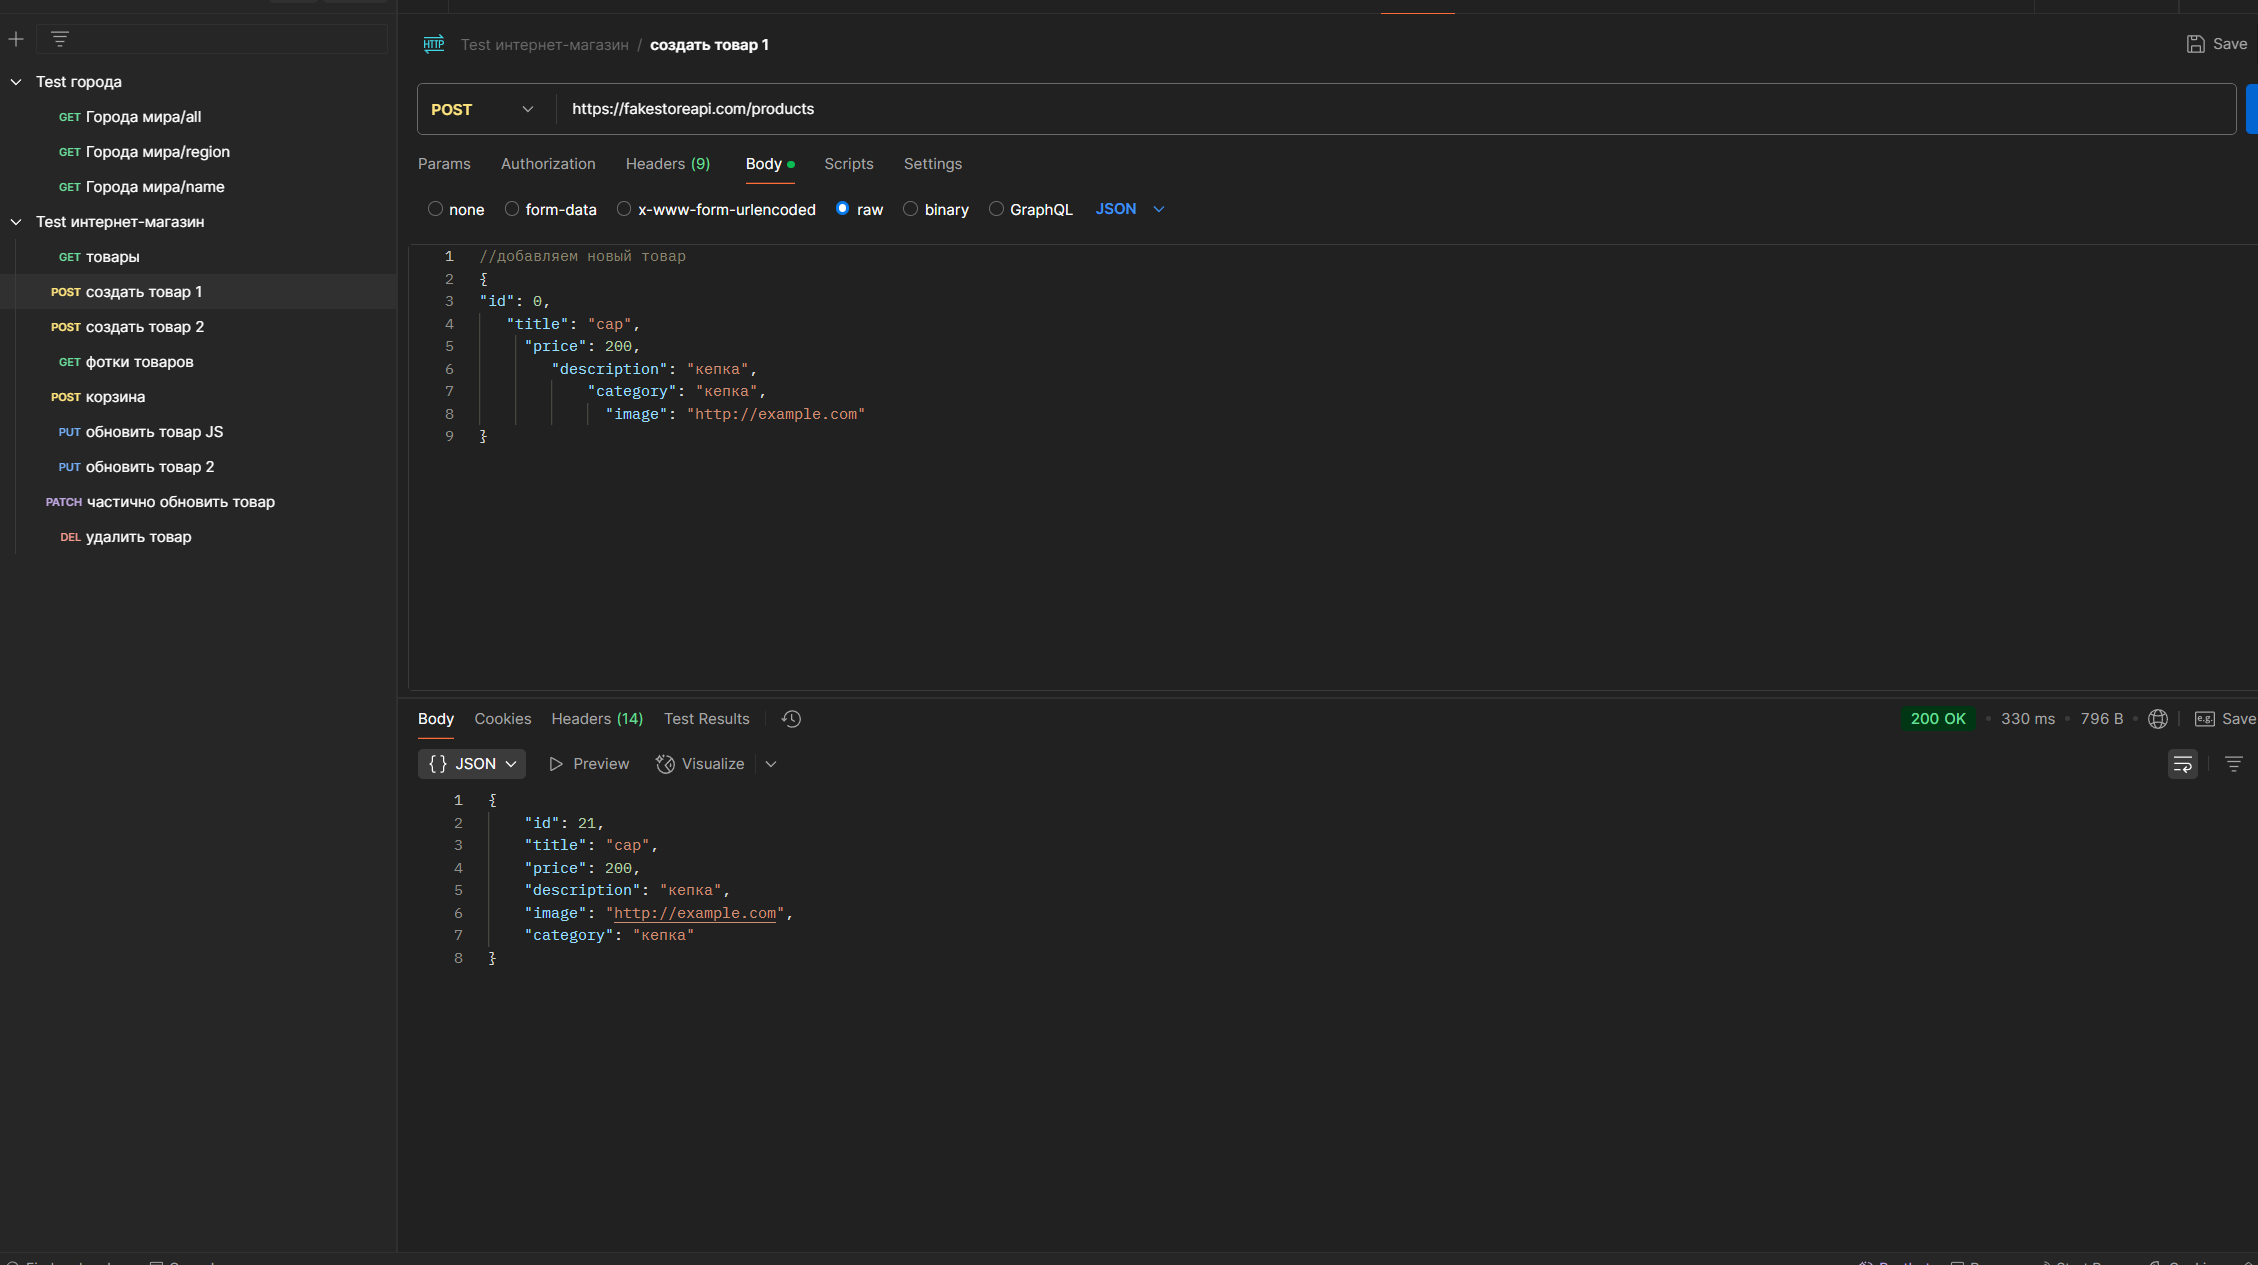 Test города
GET Города мира/all
GET Города мира/region
GET Города мира/name
Test интернет-магазин
GET товары
POST создать товар 1
POST создать товар 2
GET фотки товаров
POST корзина
PUT обновить товар JS
PUT обновить товар 2
PATCH частично обновить товар
DEL удалить товар
HTTP Test интернет-магазин / создать товар 1
Save
POST https://fakestoreapi.com/products
Params Authorization Headers (9) Body Scripts Settings
none form-data x-www-form-urlencoded raw binary GraphQL JSON
1 //добавляем новый товар
2 {
3 "id": 0,
4 "title": "cap",
5 "price": 200,
6 "description": "кепка",
7 "category": "кепка",
8 "image": "http://example.com"
9 }
Body Cookies Headers (14) Test Results
200 OK • 330 ms • 796 B • e.g. Save
{} JSON Preview Visualize
1 {
2 "id": 21,
3 "title": "cap",
4 "price": 200,
5 "description": "кепка",
6 "image": "http://example.com",
7 "category": "кепка"
8 }